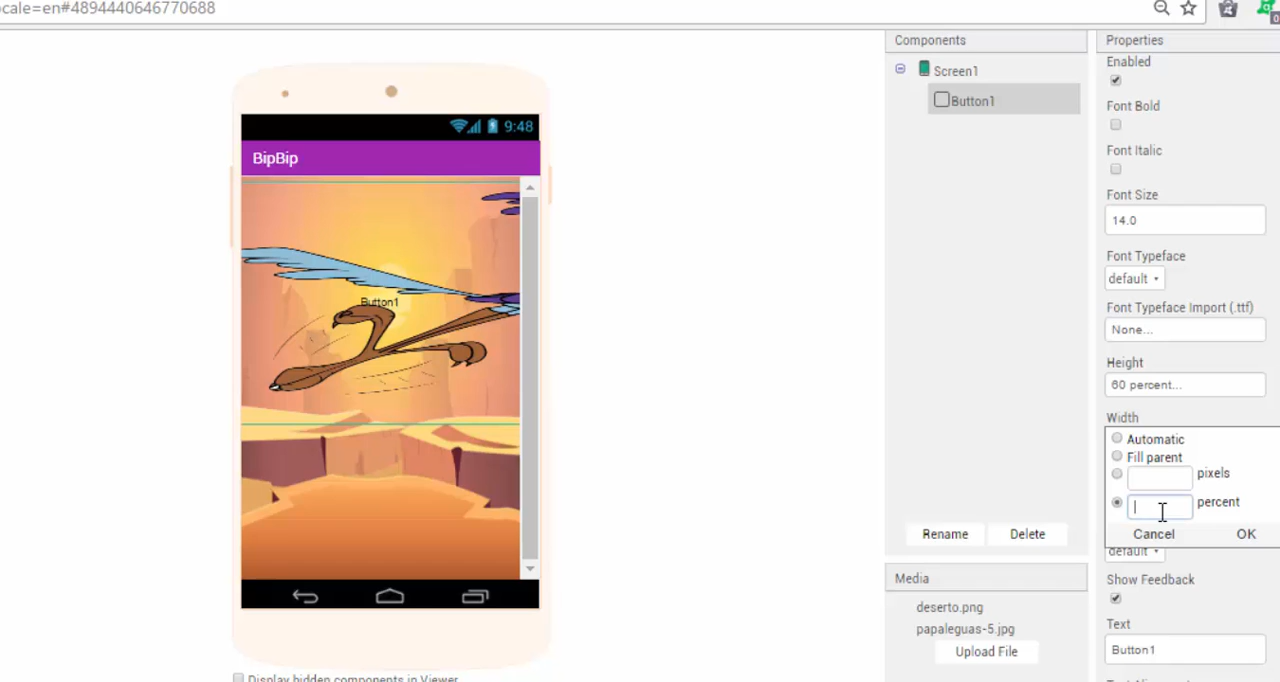 ocale=en#4894440646770688
9:48
BipBip
Button1
Display hidden components in Viewer
Components
Screen1
Button1
Rename
Delete
Media
deserto.png
papaleguas-5.jpg
Upload File
Properties
Enabled
Font Bold
Font Italic
Font Size
14.0
Font Typeface
default
Font Typeface Import (.ttf)
None...
Height
60 percent...
Width
Automatic
Fill parent
pixels
percent
Cancel
OK
default
Show Feedback
Text
Button1